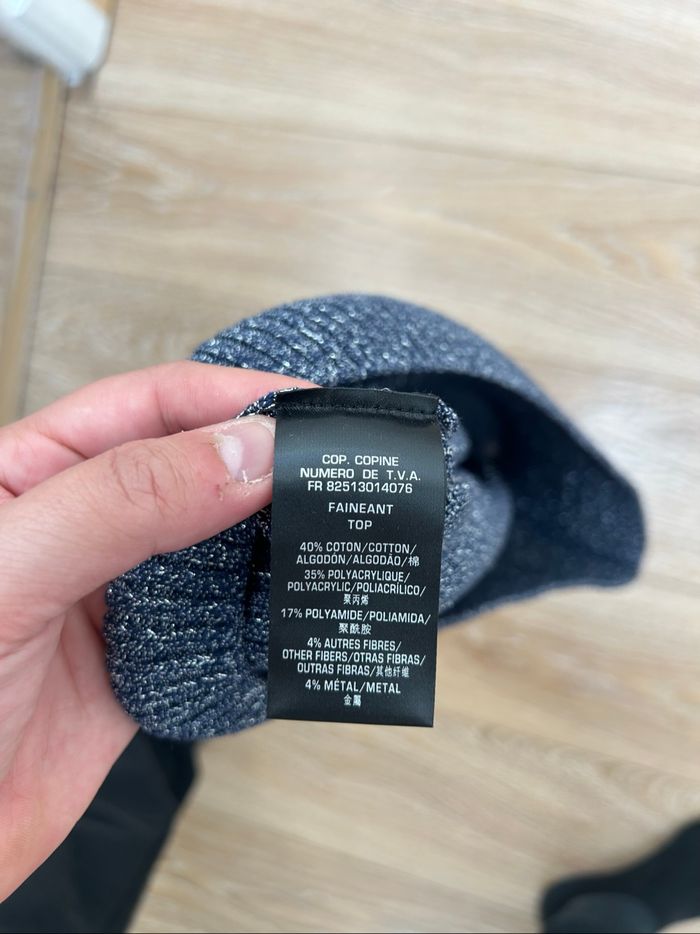 COP. COPINE
NUMERO DE T.V.A.
FR 82513014076
FAINEANT
TOP
40% COTON/COTTON/
ALGODÓN/ALGODÃO/棉
35% POLYACRYLIQUE/
POLYACRYLIC/POLIACRÍLICO/
聚丙烯
17% POLYAMIDE/POLIAMIDA/
聚酰胺
4% AUTRES FIBRES/
OTHER FIBERS/OTRAS FIBRAS/
OUTRAS FIBRAS/其他纤维
4% MÉTAL/METAL
金屬